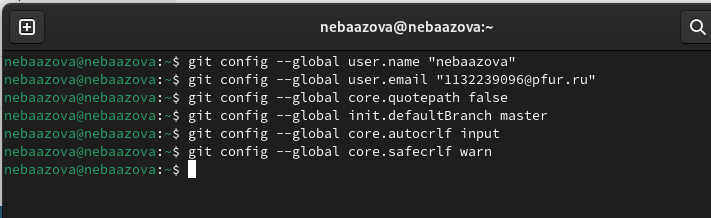 nebaazova@nebaazova:~
nebaazova@nebaazova:~$ git config --global user.name "nebaazova"
nebaazova@nebaazova:~$ git config --global user.email "1132239096@pfur.ru"
nebaazova@nebaazova:~$ git config --global core.quotepath false
nebaazova@nebaazova:~$ git config --global init.defaultBranch master
nebaazova@nebaazova:~$ git config --global core.autocrlf input
nebaazova@nebaazova:~$ git config --global core.safecrlf warn
nebaazova@nebaazova:~$